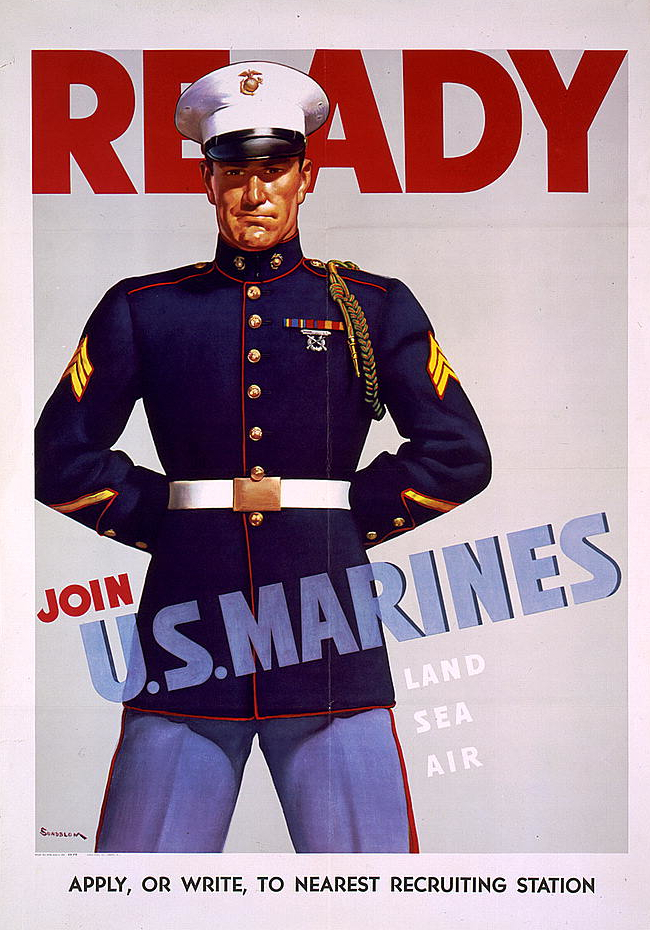 READY
JOIN
U.S. MARINES
LAND
SEA
AIR
SUNDBLOM
APPLY, OR WRITE, TO NEAREST RECRUITING STATION